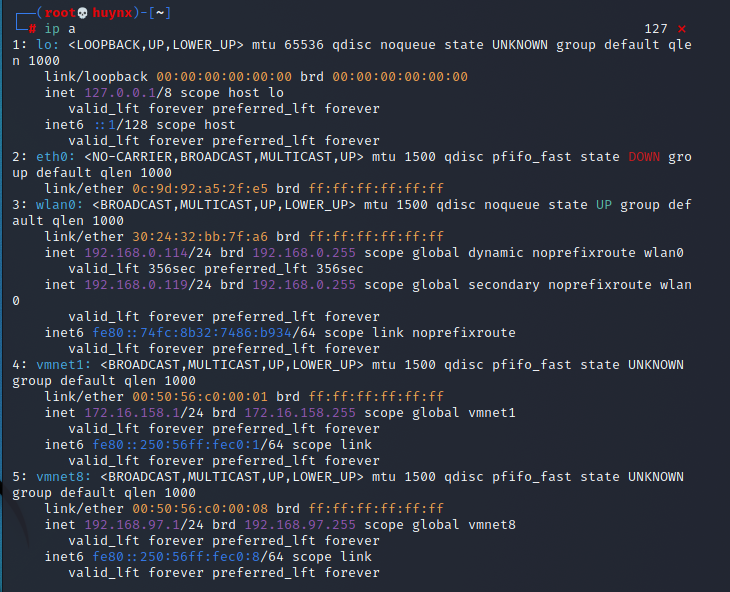 ┌──(root💀huynx)-[~]
└─# ip a 127 ⨯
1: lo: <LOOPBACK,UP,LOWER_UP> mtu 65536 qdisc noqueue state UNKNOWN group default qle
n 1000
    link/loopback 00:00:00:00:00:00 brd 00:00:00:00:00:00
    inet 127.0.0.1/8 scope host lo
       valid_lft forever preferred_lft forever
    inet6 ::1/128 scope host
       valid_lft forever preferred_lft forever
2: eth0: <NO-CARRIER,BROADCAST,MULTICAST,UP> mtu 1500 qdisc pfifo_fast state DOWN gro
up default qlen 1000
    link/ether 0c:9d:92:a5:2f:e5 brd ff:ff:ff:ff:ff:ff
3: wlan0: <BROADCAST,MULTICAST,UP,LOWER_UP> mtu 1500 qdisc noqueue state UP group def
ault qlen 1000
    link/ether 30:24:32:bb:7f:a6 brd ff:ff:ff:ff:ff:ff
    inet 192.168.0.114/24 brd 192.168.0.255 scope global dynamic noprefixroute wlan0
       valid_lft 356sec preferred_lft 356sec
    inet 192.168.0.119/24 brd 192.168.0.255 scope global secondary noprefixroute wlan
0
       valid_lft forever preferred_lft forever
    inet6 fe80::74fc:8b32:7486:b934/64 scope link noprefixroute
       valid_lft forever preferred_lft forever
4: vmnet1: <BROADCAST,MULTICAST,UP,LOWER_UP> mtu 1500 qdisc pfifo_fast state UNKNOWN
group default qlen 1000
    link/ether 00:50:56:c0:00:01 brd ff:ff:ff:ff:ff:ff
    inet 172.16.158.1/24 brd 172.16.158.255 scope global vmnet1
       valid_lft forever preferred_lft forever
    inet6 fe80::250:56ff:fec0:1/64 scope link
       valid_lft forever preferred_lft forever
5: vmnet8: <BROADCAST,MULTICAST,UP,LOWER_UP> mtu 1500 qdisc pfifo_fast state UNKNOWN
group default qlen 1000
    link/ether 00:50:56:c0:00:08 brd ff:ff:ff:ff:ff:ff
    inet 192.168.97.1/24 brd 192.168.97.255 scope global vmnet8
       valid_lft forever preferred_lft forever
    inet6 fe80::250:56ff:fec0:8/64 scope link
       valid_lft forever preferred_lft forever